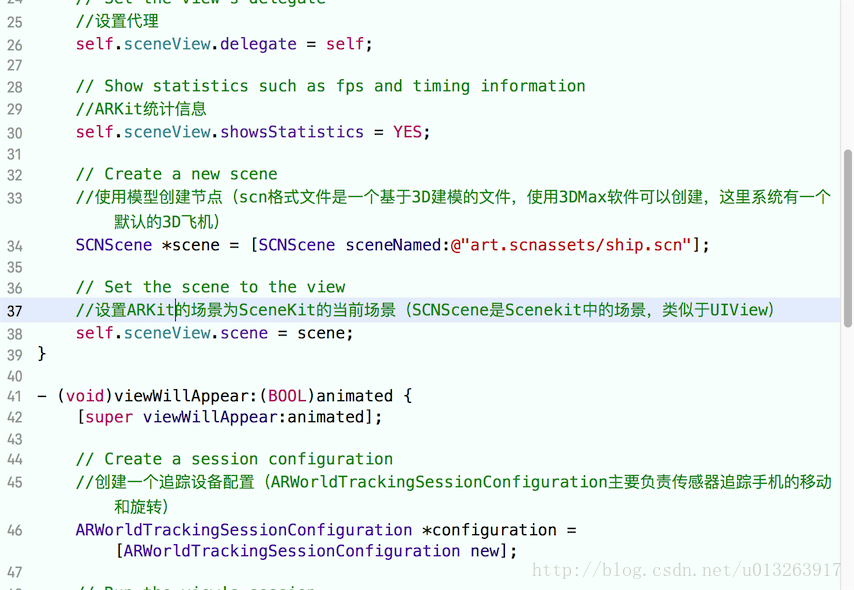 24 // Set the view's delegate
25 //设置代理
26 self.sceneView.delegate = self;
27
28 // Show statistics such as fps and timing information
29 //ARKit统计信息
30 self.sceneView.showsStatistics = YES;
31
32 // Create a new scene
33 //使用模型创建节点（scn格式文件是一个基于3D建模的文件，使用3DMax软件可以创建，这里系统有一个
默认的3D飞机）
34 SCNScene *scene = [SCNScene sceneNamed:@"art.scnassets/ship.scn"];
35
36 // Set the scene to the view
37 //设置ARKit的场景为SceneKit的当前场景（SCNScene是Scenekit中的场景，类似于UIView）
38 self.sceneView.scene = scene;
39 }
40
41 - (void)viewWillAppear:(BOOL)animated {
42 [super viewWillAppear:animated];
43
44 // Create a session configuration
45 //创建一个追踪设备配置（ARWorldTrackingSessionConfiguration主要负责传感器追踪手机的移动
和旋转）
46 ARWorldTrackingSessionConfiguration *configuration =
[ARWorldTrackingSessionConfiguration new];
47
http://blog.csdn.net/u013263917
// Run the view's session